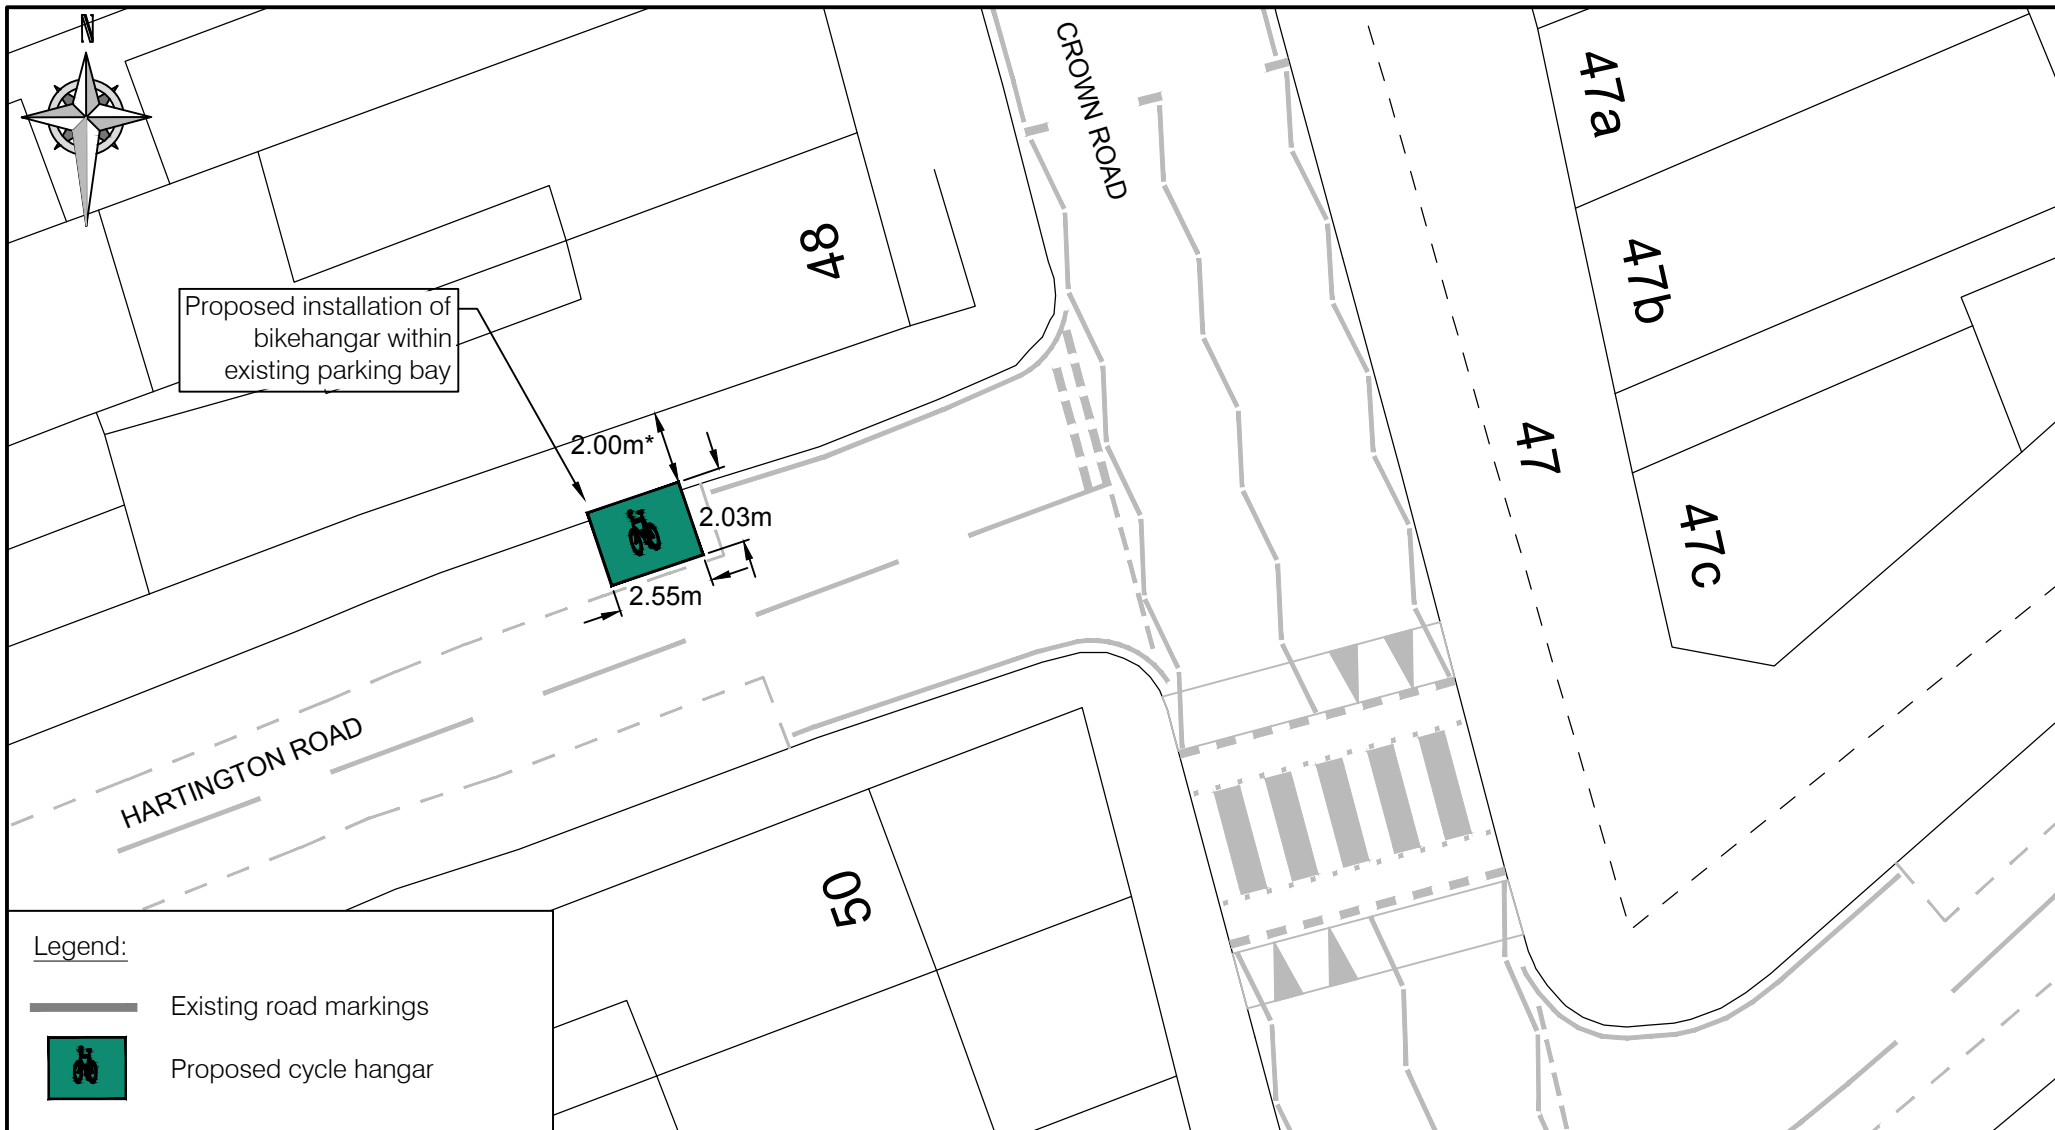 N
CROWN ROAD
47a
48
47b
Proposed installation of
bikehangar within
existing parking bay
2.00m*
47
2.03m
47c
2.55m
HARTINGTON ROAD
50
Legend:
Existing road markings
Proposed cycle hangar